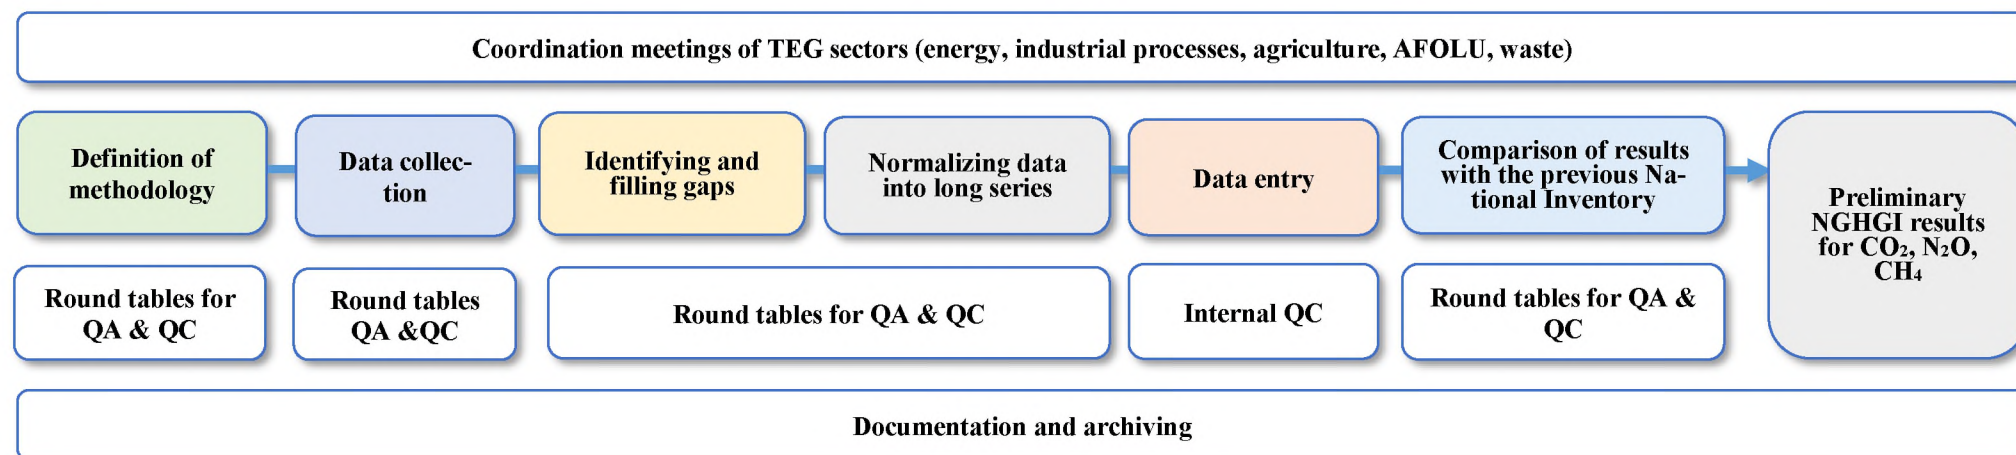 Coordination meetings of TEG sectors (energy, industrial processes, agriculture, AFOLU, waste)
Definition of
methodology
Data collec-
tion
Identifying and
filling gaps
Normalizing data
into long series
Data entry
Comparison of results
with the previous Na-
tional Inventory
Preliminary
NGHGI results
for CO₂, N₂O,
CH₄
Round tables for
QA & QC
Round tables
QA &QC
Round tables for QA & QC
Internal QC
Round tables for QA &
QC
Documentation and archiving